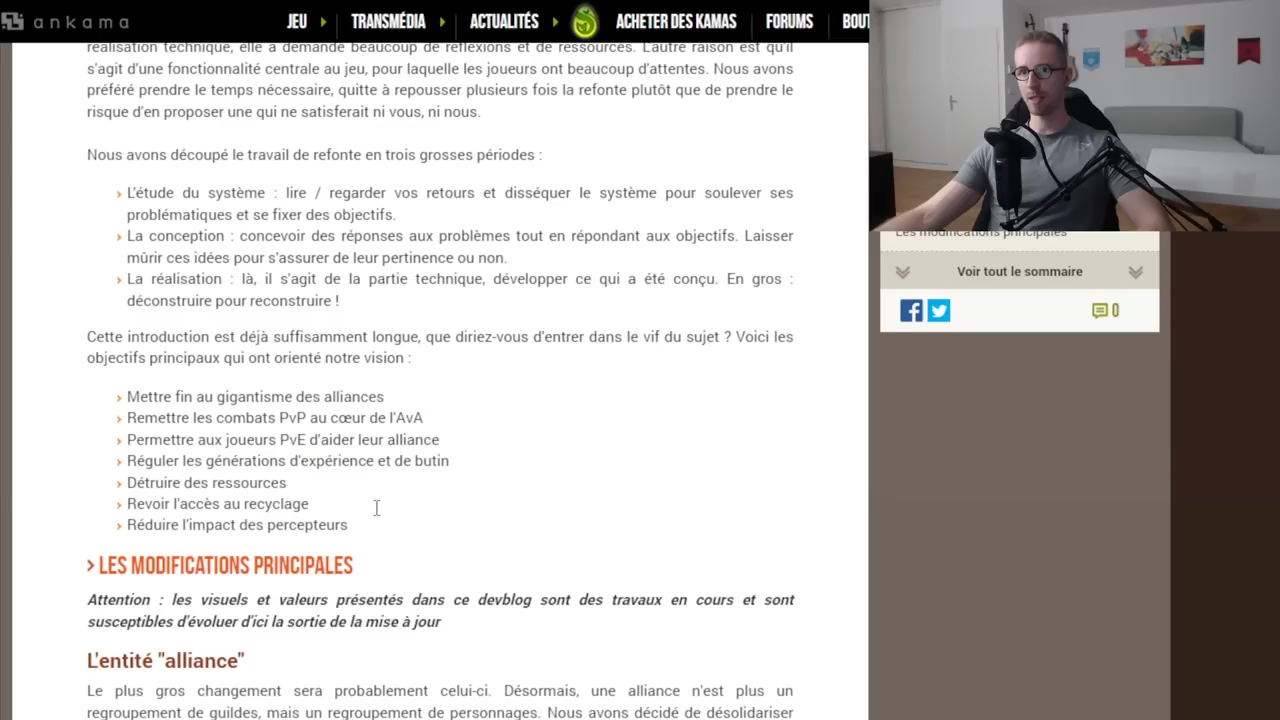 ankama
JEU
TRANSMÉDIA
ACTUALITÉS
ACHETER DES KAMAS
FORUMS
BOUT
réalisation technique, elle a demandé beaucoup de réflexions et de ressources. L'autre raison est qu'il
s'agit d'une fonctionnalité centrale au jeu, pour laquelle les joueurs ont beaucoup d'attentes. Nous avons
préféré prendre le temps nécessaire, quitte à repousser plusieurs fois la refonte plutôt que de prendre le
risque d'en proposer une qui ne satisferait ni vous, ni nous.
Nous avons découpé le travail de refonte en trois grosses périodes :
L'étude du système : lire / regarder vos retours et disséquer le système pour soulever ses
problématiques et se fixer des objectifs.
La conception : concevoir des réponses aux problèmes tout en répondant aux objectifs. Laisser
mûrir ces idées pour s'assurer de leur pertinence ou non.
La réalisation : là, il s'agit de la partie technique, développer ce qui a été conçu. En gros :
déconstruire pour reconstruire !
Cette introduction est déjà suffisamment longue, que diriez-vous d'entrer dans le vif du sujet ? Voici les
objectifs principaux qui ont orienté notre vision :
Mettre fin au gigantisme des alliances
Remettre les combats PvP au cœur de l'AvA
Permettre aux joueurs PvE d'aider leur alliance
Réguler les générations d'expérience et de butin
Détruire des ressources
Revoir l'accès au recyclage
Réduire l'impact des percepteurs
> LES MODIFICATIONS PRINCIPALES
Attention : les visuels et valeurs présentés dans ce devblog sont des travaux en cours et sont
susceptibles d'évoluer d'ici la sortie de la mise à jour
L'entité "alliance"
Le plus gros changement sera probablement celui-ci. Désormais, une alliance n'est plus un
regroupement de guildes, mais un regroupement de personnages. Nous avons décidé de désolidariser
Les modifications principales
Voir tout le sommaire
0